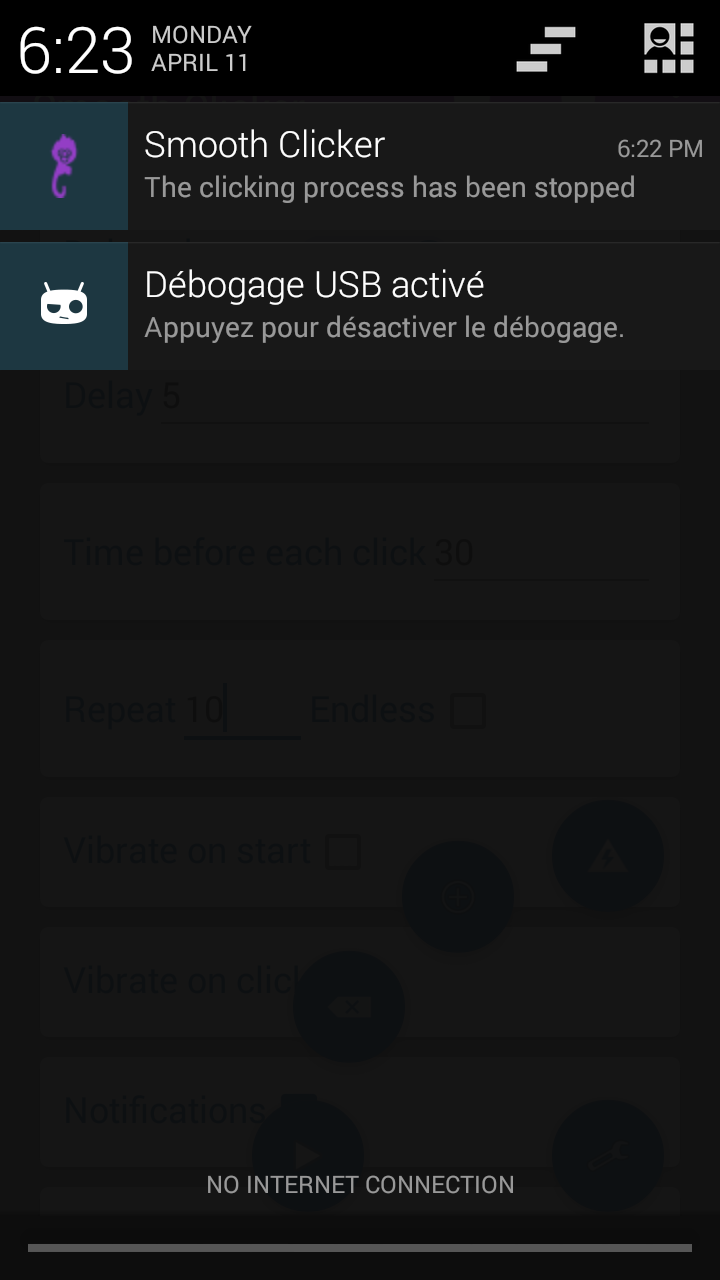 6:23
MONDAY
APRIL 11
Smooth Clicker
6:22 PM
The clicking process has been stopped
Débogage USB activé
Appuyez pour désactiver le débogage.
Delay 5
Time before each click 30
Repeat 10 Endless
Vibrate on start
Vibrate on
Notifications
NO INTERNET CONNECTION